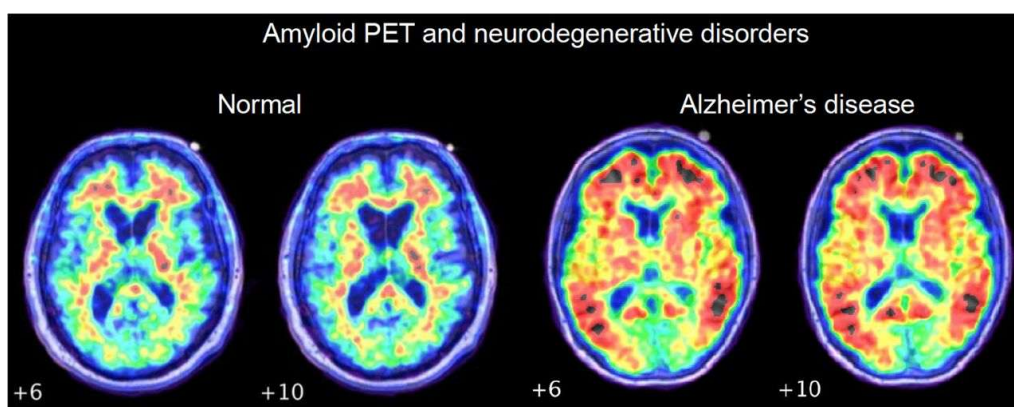 Amyloid PET and neurodegenerative disorders
Normal
Alzheimer's disease
+6
+10
+6
+10